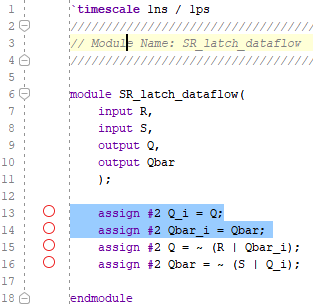 1 `timescale 1ns / 1ps
2 //////////////////////////////////
3 // Module Name: SR_latch_dataflow
4 //////////////////////////////////
5
6 module SR_latch_dataflow(
7 input R,
8 input S,
9 output Q,
10 output Qbar
11 );
12
13 assign #2 Q_i = Q;
14 assign #2 Qbar_i = Qbar;
15 assign #2 Q = ~ (R | Qbar_i);
16 assign #2 Qbar = ~ (S | Q_i);
17
18 endmodule